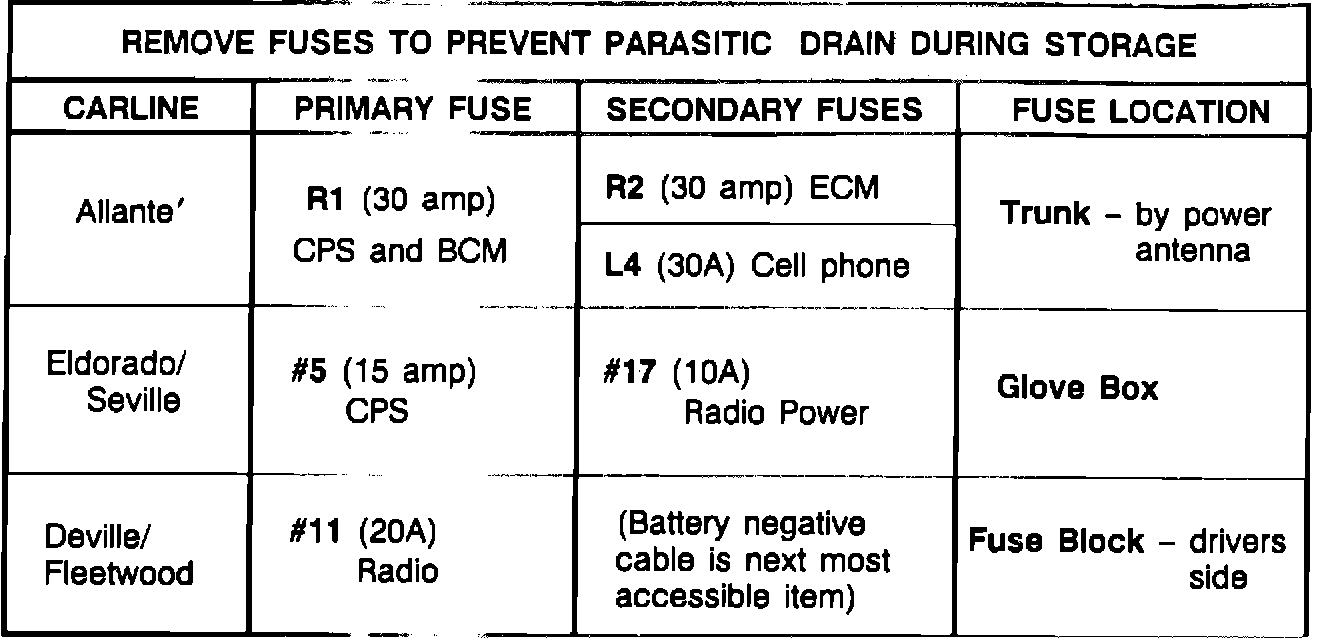 REMOVE FUSES TO PREVENT PARASITIC DRAIN DURING STORAGE
CARLINE
PRIMARY FUSE
SECONDARY FUSES
FUSE LOCATION
Allante'
R1 (30 amp)
CPS and BCM
R2 (30 amp) ECM
L4 (30A) Cell phone
Trunk – by power
antenna
Eldorado/
Seville
#5 (15 amp)
CPS
#17 (10A)
Radio Power
Glove Box
Deville/
Fleetwood
#11 (20A)
Radio
(Battery negative
cable is next most
accessible item)
Fuse Block – drivers
side